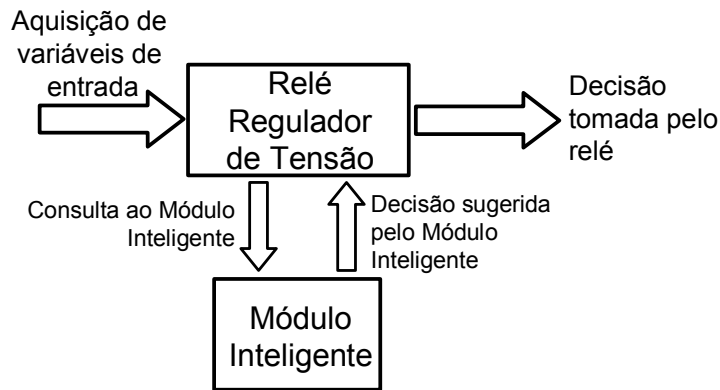 Aquisição de
variáveis de
entrada
Relé
Regulador
de Tensão
Decisão
tomada pelo
relé
Consulta ao Módulo
Inteligente
Decisão sugerida
pelo Módulo
Inteligente
Módulo
Inteligente